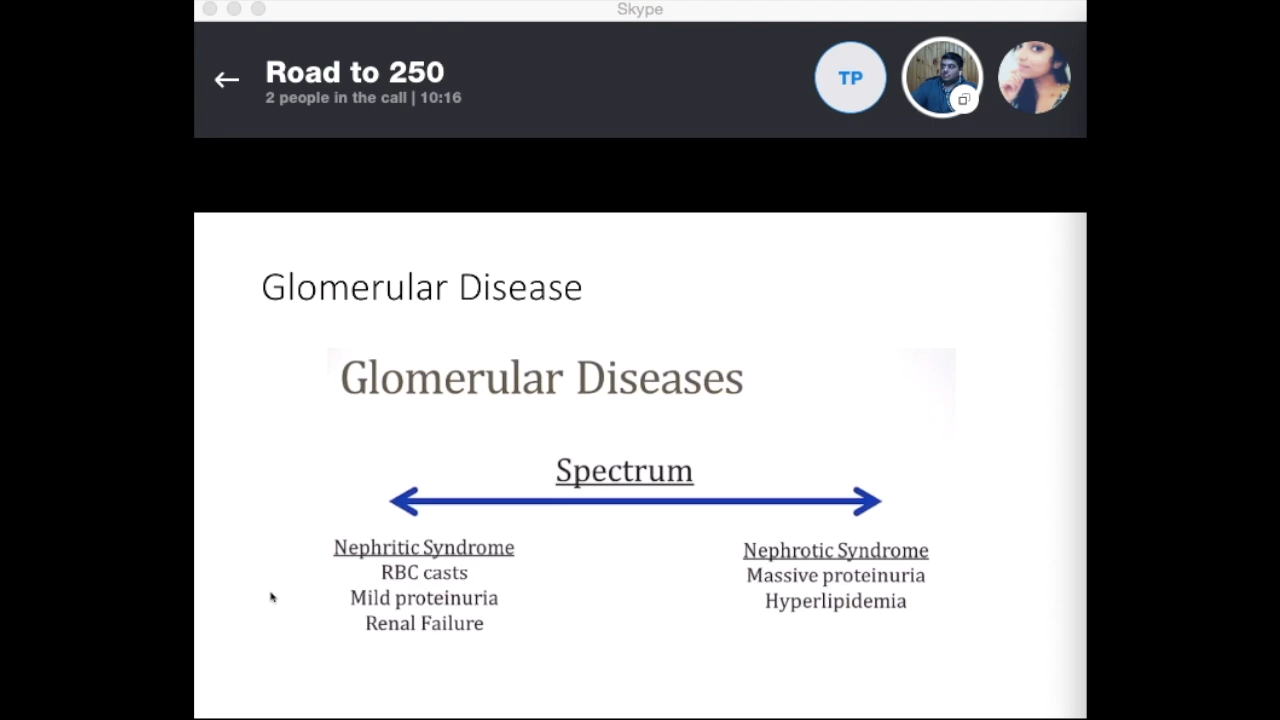 Skype
Road to 250
2 people in the call | 10:16
TP
Glomerular Disease
Glomerular Diseases
Spectrum
Nephritic Syndrome
RBC casts
Mild proteinuria
Renal Failure
Nephrotic Syndrome
Massive proteinuria
Hyperlipidemia